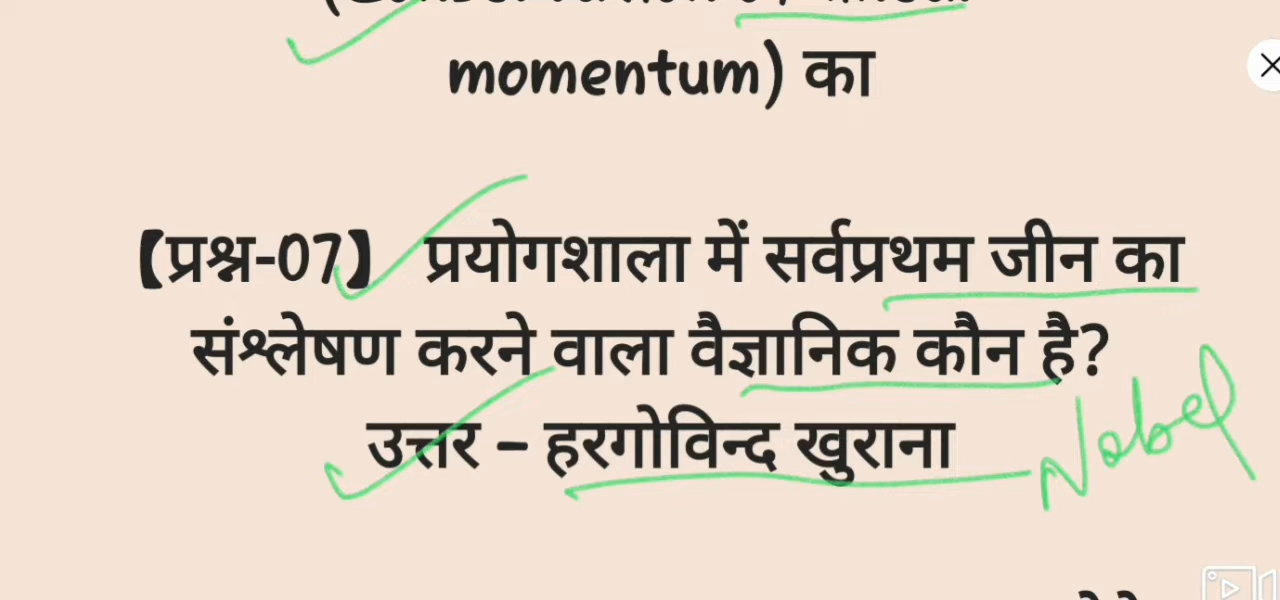 momentum) का
【प्रश्न-07】 प्रयोगशाला में सर्वप्रथम जीन का
संश्लेषण करने वाला वैज्ञानिक कौन है?
उत्तर – हरगोविन्द खुराना
Nobel